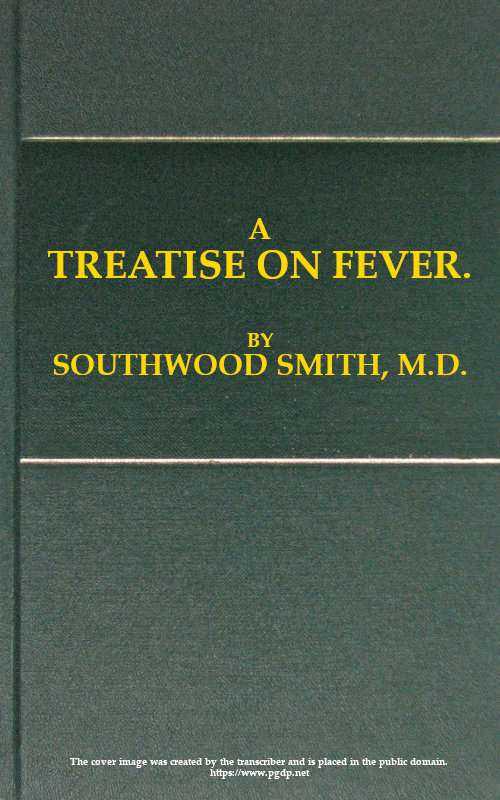 A
TREATISE ON FEVER.
BY
SOUTHWOOD SMITH, M.D.
The cover image was created by the transcriber and is placed in the public domain.
https://www.pgdp.net